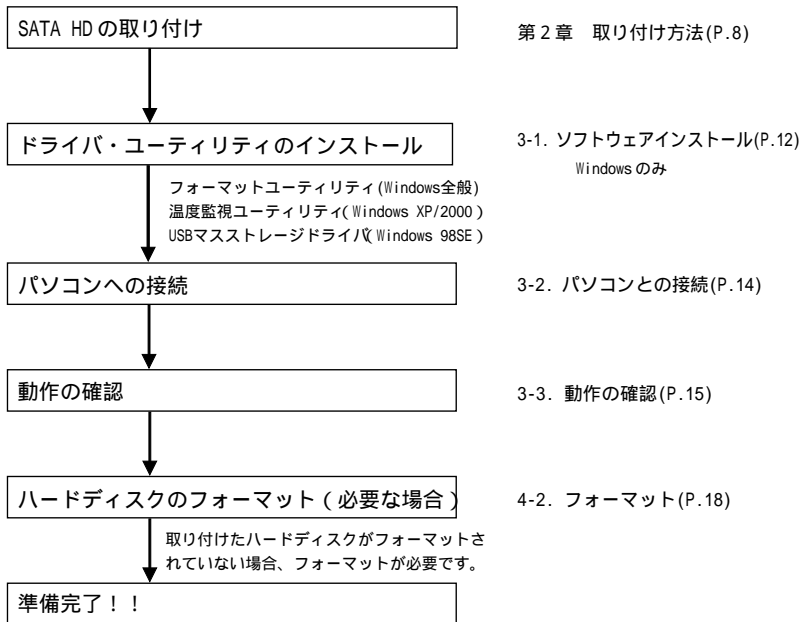 SATA HDの取り付け
第2章　取り付け方法(P.8)
ドライバ・ユーティリティのインストール
3-1. ソフトウェアインストール(P.12)
Windowsのみ
フォーマットユーティリティ(Windows全般)
温度監視ユーティリティ(Windows XP/2000)
USBマスストレージドライバ(Windows 98SE)
パソコンへの接続
3-2. パソコンとの接続(P.14)
動作の確認
3-3. 動作の確認(P.15)
ハードディスクのフォーマット(必要な場合)
4-2. フォーマット(P.18)
取り付けたハードディスクがフォーマットさ
れていない場合、フォーマットが必要です。
準備完了！！